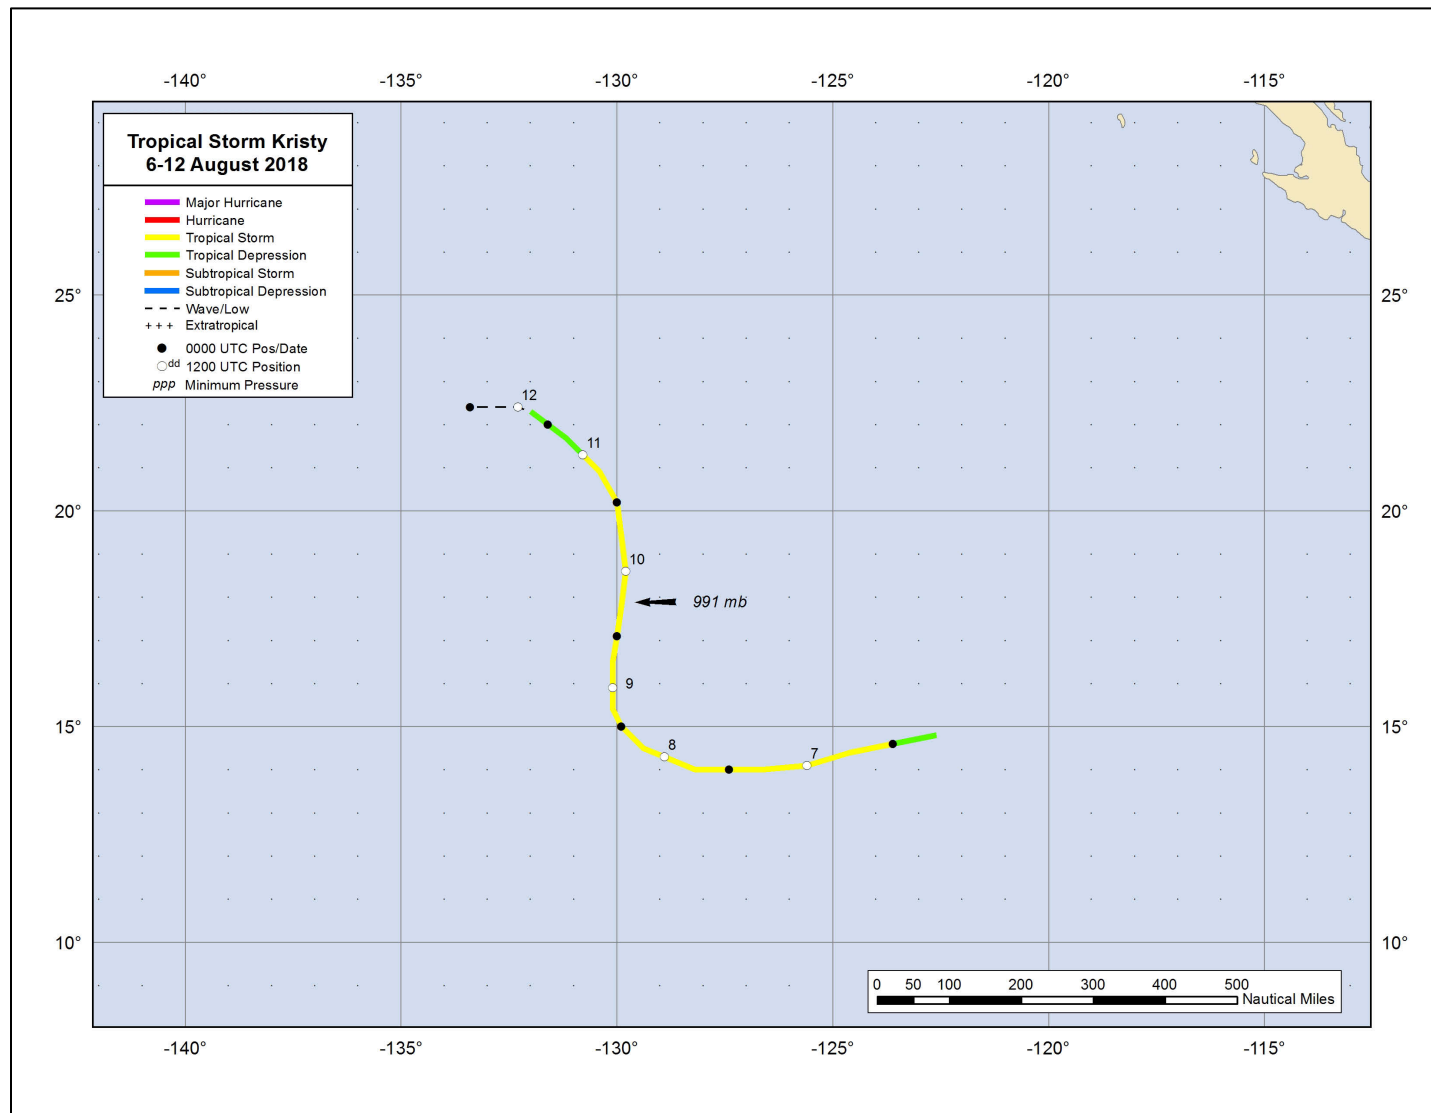 -140° -135° -130° -125° -120° -115°
Tropical Storm Kristy
6-12 August 2018
Major Hurricane
Hurricane
Tropical Storm
Tropical Depression
Subtropical Storm
Subtropical Depression
Wave/Low
+++ Extratropical
0000 UTC Pos/Date
dd 1200 UTC Position
ppp Minimum Pressure
25° 25°
12
11
20° 20°
10
991 mb
9
15° 15°
8
7
10° 10°
0 50 100 200 300 400 500
Nautical Miles
-140° -135° -130° -125° -120° -115°